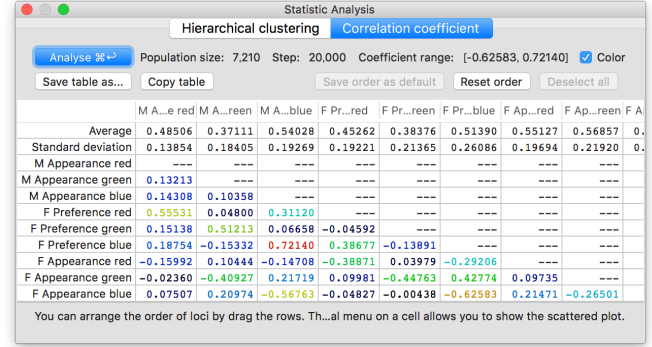 Statistic Analysis
Hierarchical clustering Correlation coefficient
Analyse ⌘↩ Population size: 7,210 Step: 20,000 Coefficient range: [-0.62583, 0.72140] Color
Save table as... Copy table Save order as default Reset order Deselect all
M A...e red M A...reen M A...blue F Pr...red F Pr...reen F Pr...blue F Ap...red F Ap...reen F A
Average 0.48506 0.37111 0.54028 0.45262 0.38376 0.51390 0.55127 0.56857 0.
Standard deviation 0.13854 0.18405 0.19269 0.19221 0.21365 0.26086 0.19694 0.21920 0.
M Appearance red --- --- --- --- --- --- --- ---
M Appearance green 0.13213 --- --- --- --- --- --- ---
M Appearance blue 0.14308 0.10358 --- --- --- --- --- ---
F Preference red 0.55531 0.04800 0.31120 --- --- --- --- ---
F Preference green 0.15138 0.51213 0.06658 -0.04592 --- --- --- ---
F Preference blue 0.18754 -0.15332 0.72140 0.38677 -0.13891 --- --- ---
F Appearance red -0.15992 0.10444 -0.14708 -0.38871 0.03979 -0.29206 --- ---
F Appearance green -0.02360 -0.40927 0.21719 0.09981 -0.44763 0.42774 0.09735 ---
F Appearance blue 0.07507 0.20974 -0.56763 -0.04827 -0.00438 -0.62583 0.21471 -0.26501
You can arrange the order of loci by drag the rows. Th...al menu on a cell allows you to show the scattered plot.